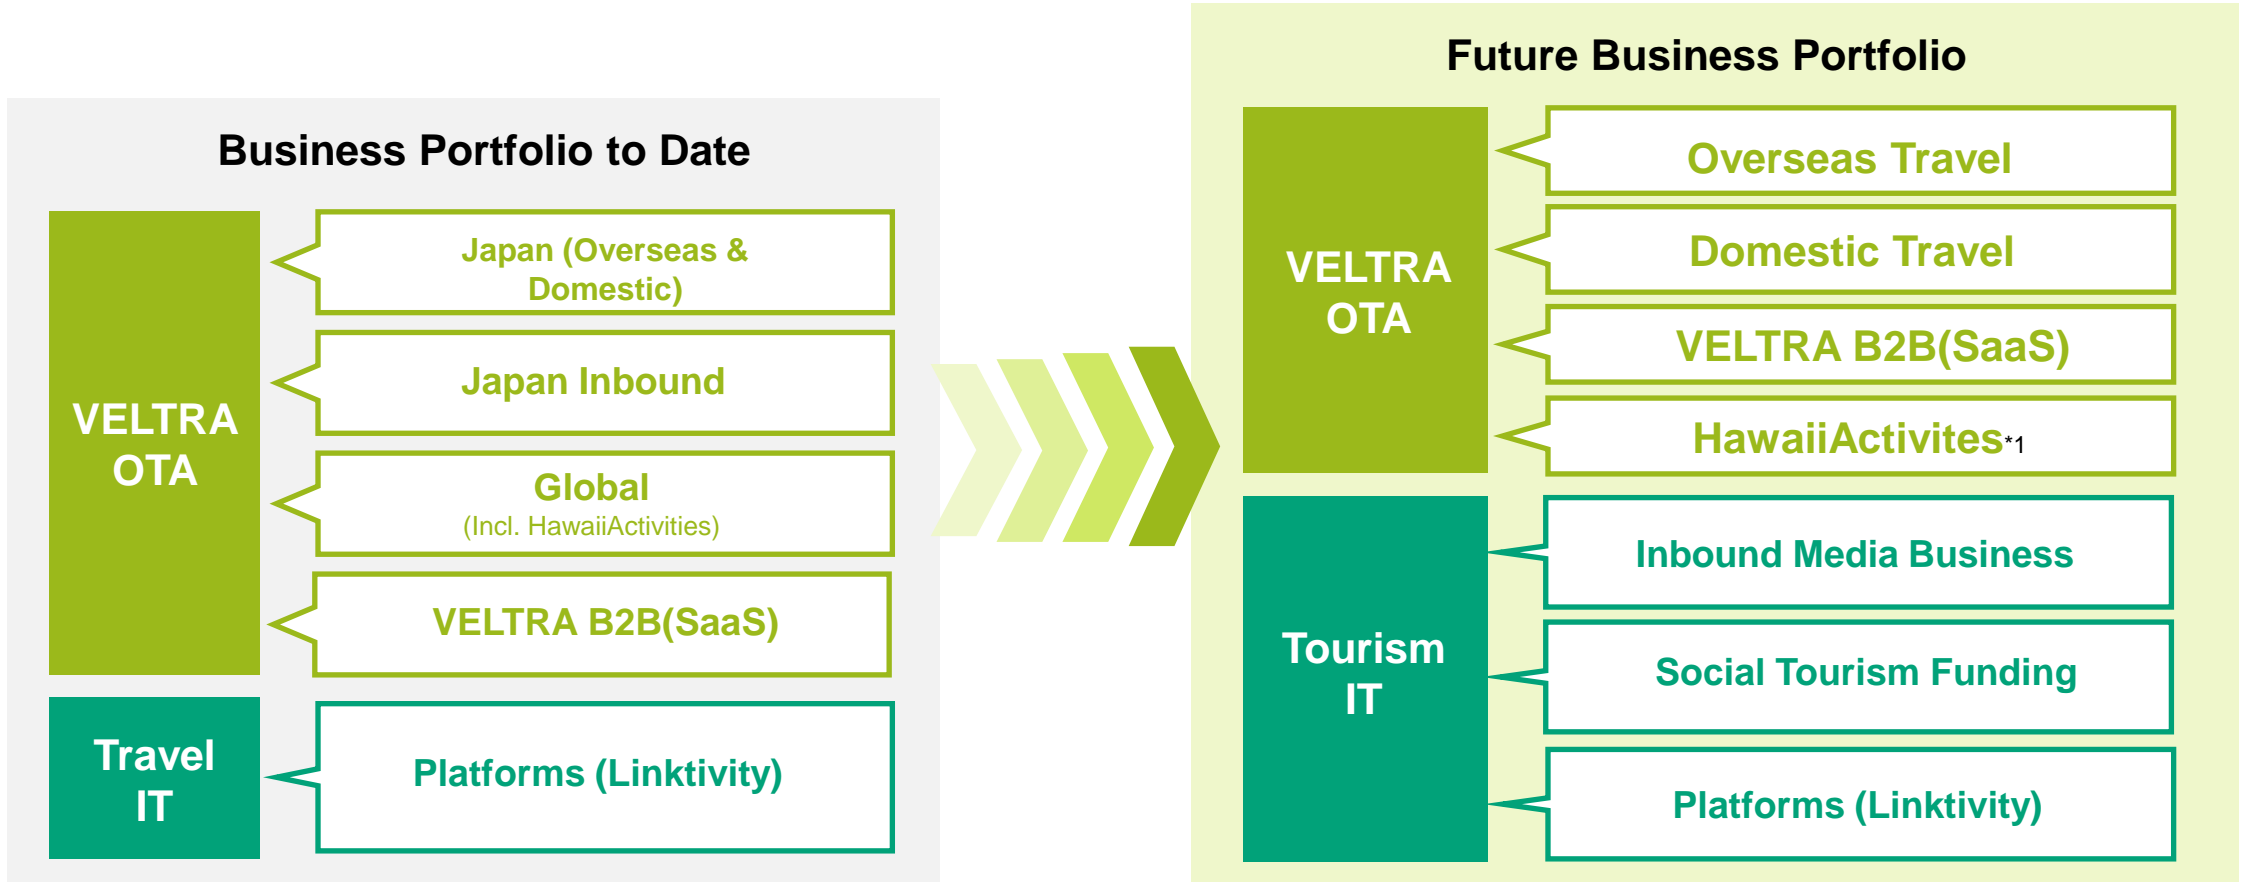 Business Portfolio to Date
VELTRA
OTA
Japan (Overseas &
Domestic)
Japan Inbound
Global
(Incl. HawaiiActivities)
VELTRA B2B(SaaS)
Travel
IT
Platforms (Linktivity)
Future Business Portfolio
VELTRA
OTA
Overseas Travel
Domestic Travel
VELTRA B2B(SaaS)
HawaiiActivites*1
Tourism
IT
Inbound Media Business
Social Tourism Funding
Platforms (Linktivity)